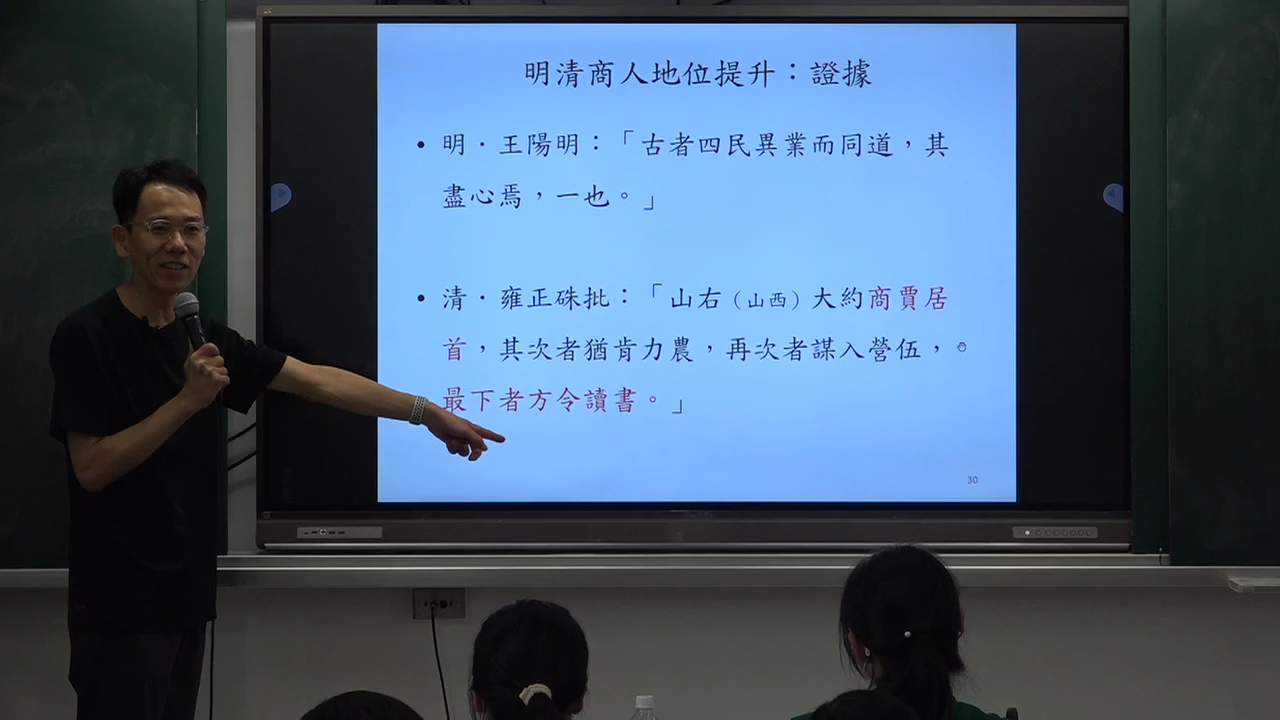 明清商人地位提升：證據
• 明．王陽明：「古者四民異業而同道，其
盡心焉，一也。」
• 清．雍正硃批：「山右（山西）大約商賈居
首，其次者猶肯力農，再次者謀入營伍，。
最下者方令讀書。」
30